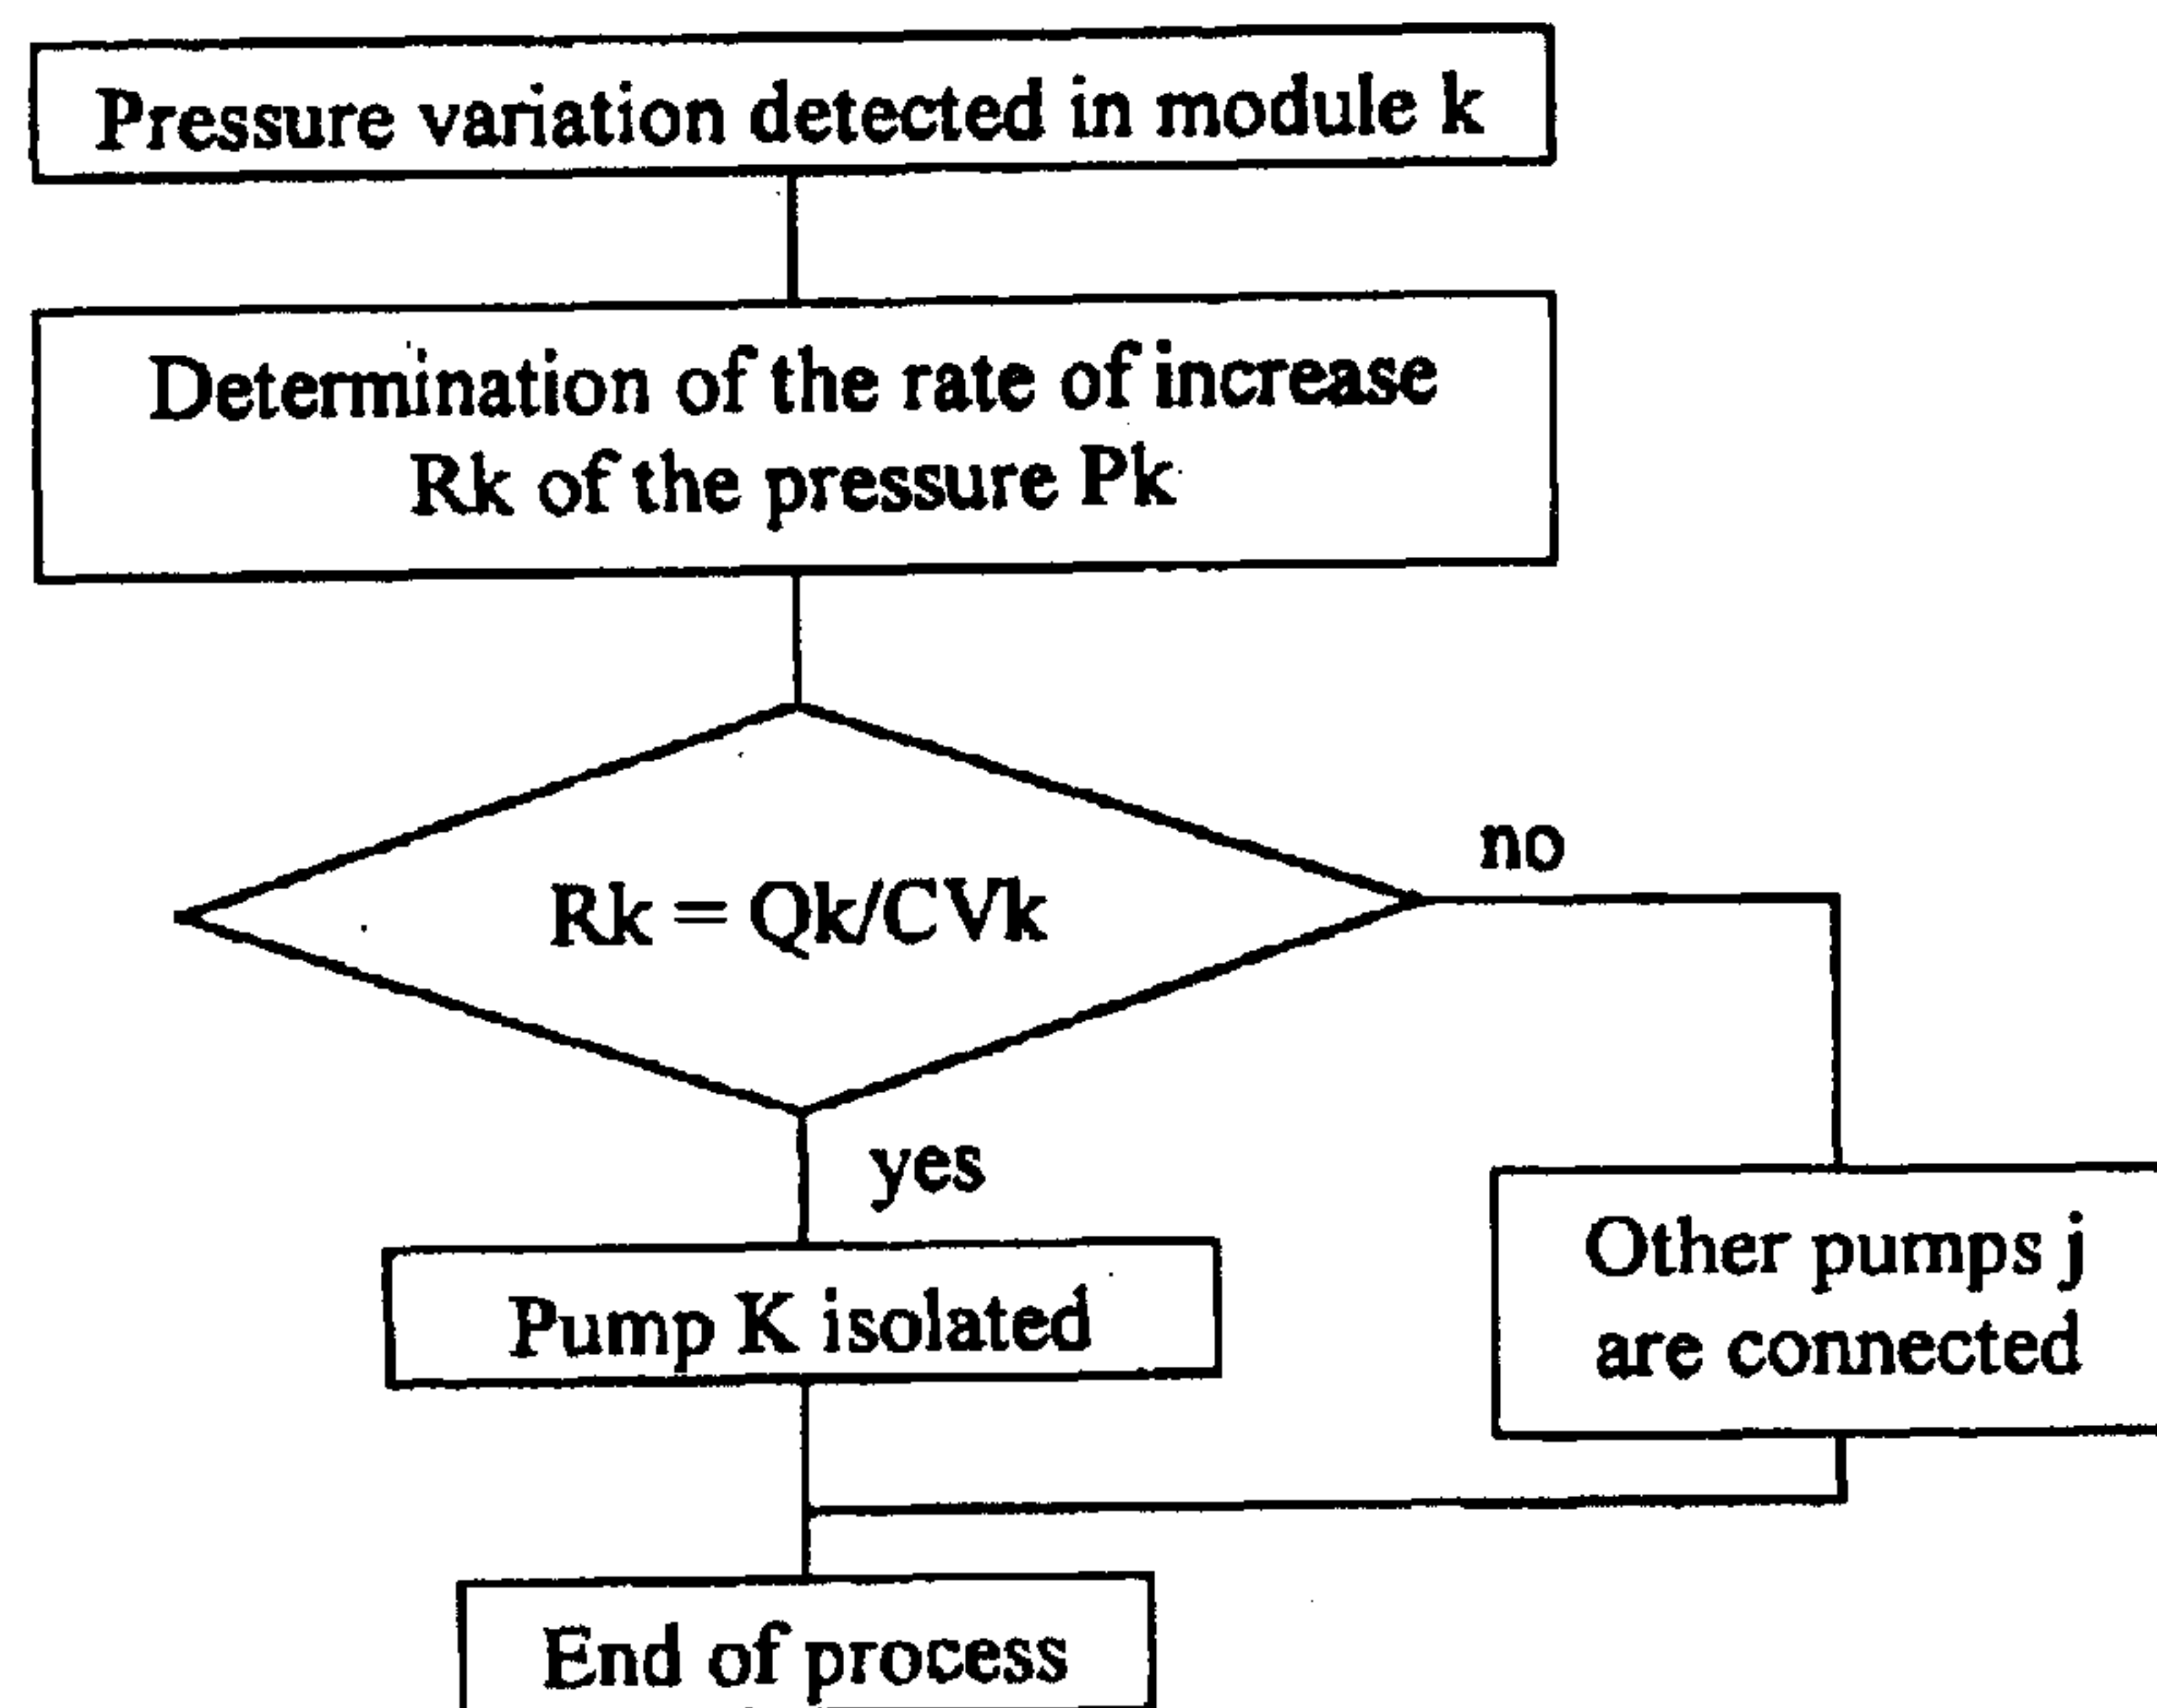 Pressure variation detected in module k
Determination of the rate of increase
Rk of the pressure Pk
Rk = Qk/CVk
no
yes
Pump K isolated
Other pumps j
are connected
End of process